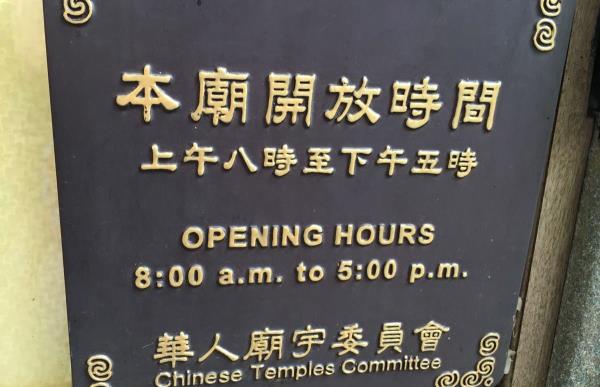 本廟開放時間
上午八時至下午五時
OPENING HOURS
8:00 a.m. to 5:00 p.m.
華人廟宇委員會
Chinese Temples Committee